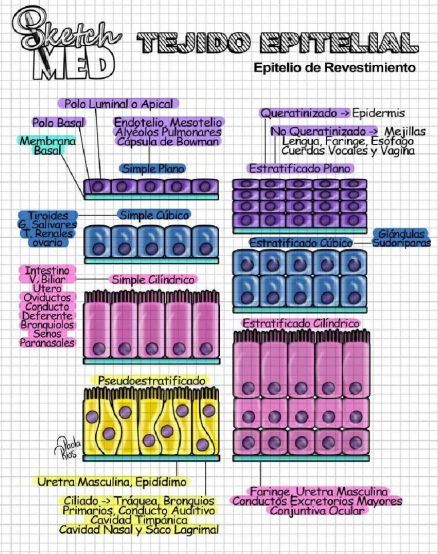 Sketch
MED
TEJIDO EPITELIAL
Epitelio de Revestimiento
Polo Luminal o Apical
Polo Basal
Membrana
Basal
Endotelio, Mesotelio
Alvéolos Pulmonares
Cápsula de Bowman
Simple Plano
Queratinizado -> Epidermis
No Queratinizado -> Mejillas
Lengua, Faringe, Esófago
Cuerdas Vocales y Vagina
Estratificado Plano
Tiroides
G. Salivares
T. Renales
ovario
Simple Cúbico
Estratificado Cúbico
Glándulas
Sudoríparas
Intestino
V. Biliar
Útero
Oviductos
Conducto
Deferente
Bronquiolos
Senos
Paranasales
Simple Cilíndrico
Estratificado Cilíndrico
Pseudoestratificado
Paola
Ríos
Uretra Masculina, Epidídimo
Ciliado -> Tráquea, Bronquios
Primarios, Conducto Auditivo
Cavidad Timpánica
Cavidad Nasal y Saco Lagrimal
Faringe, Uretra Masculina
Conductos Excretorios Mayores
Conjuntiva Ocular